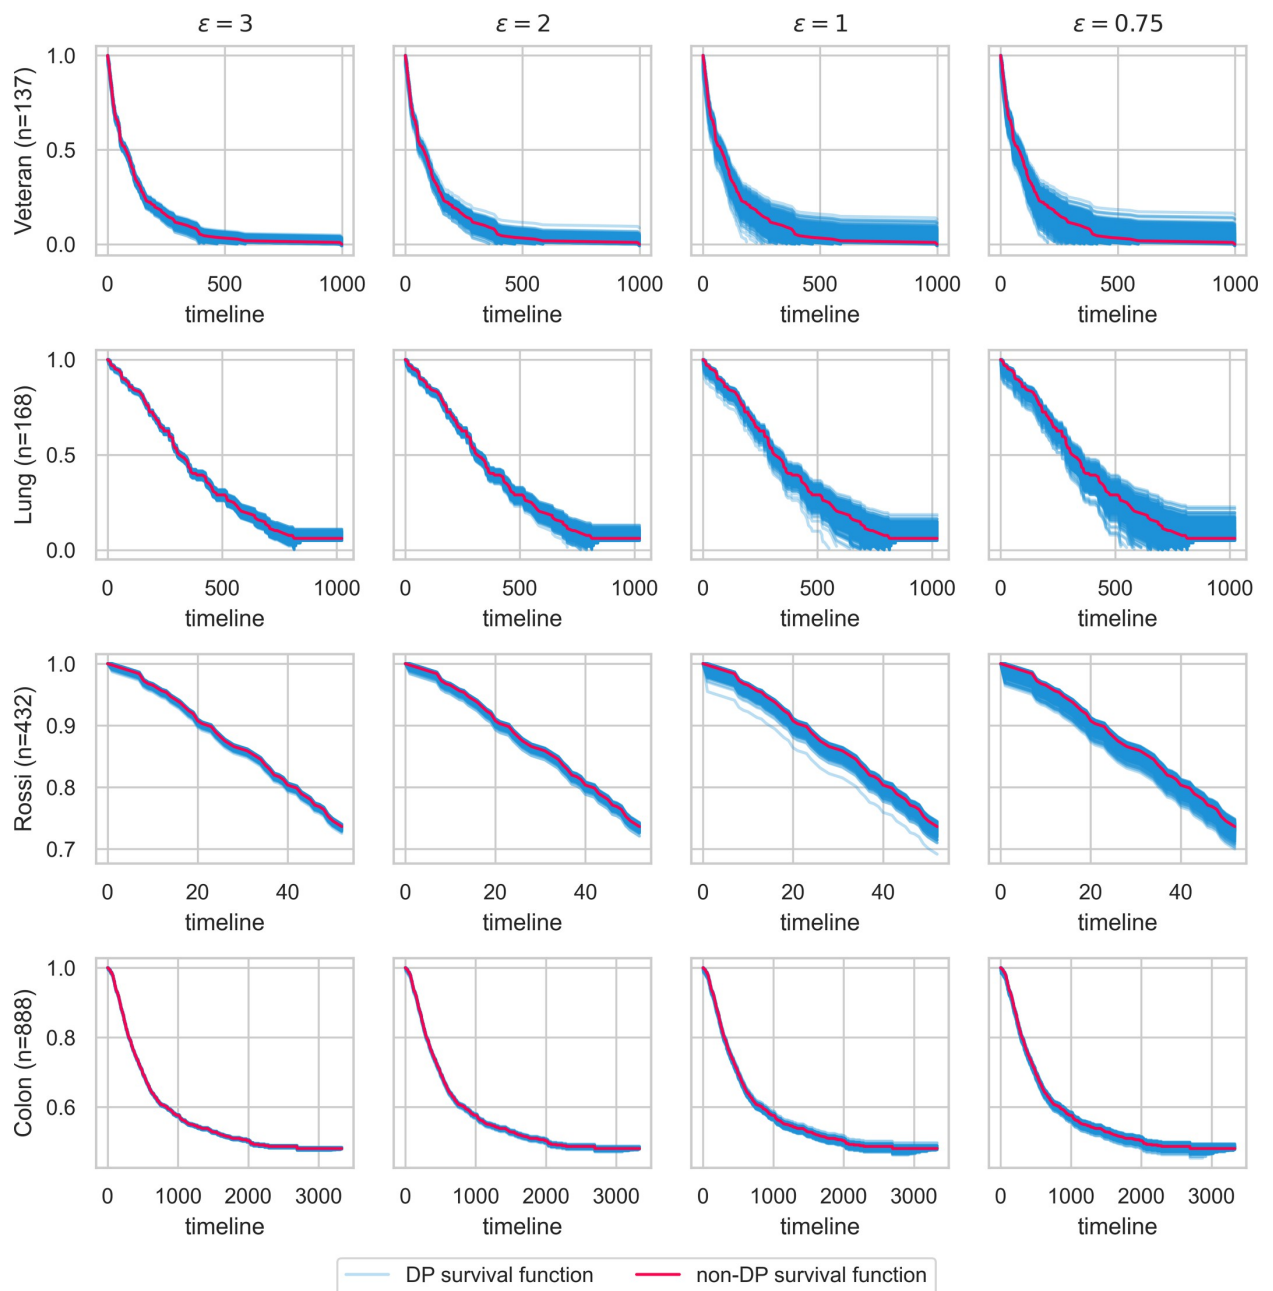 ε = 3 ε = 2 ε = 1 ε = 0.75
Veteran (n=137)
1.0
0.5
0.0
0 500 1000 0 500 1000 0 500 1000 0 500 1000
timeline timeline timeline timeline
Lung (n=168)
1.0
0.5
0.0
0 500 1000 0 500 1000 0 500 1000 0 500 1000
timeline timeline timeline timeline
Rossi (n=432)
1.0
0.9
0.8
0.7
0 20 40 0 20 40 0 20 40 0 20 40
timeline timeline timeline timeline
Colon (n=888)
1.0
0.8
0.6
0 1000 2000 3000 0 1000 2000 3000 0 1000 2000 3000 0 1000 2000 3000
timeline timeline timeline timeline
DP survival function non-DP survival function